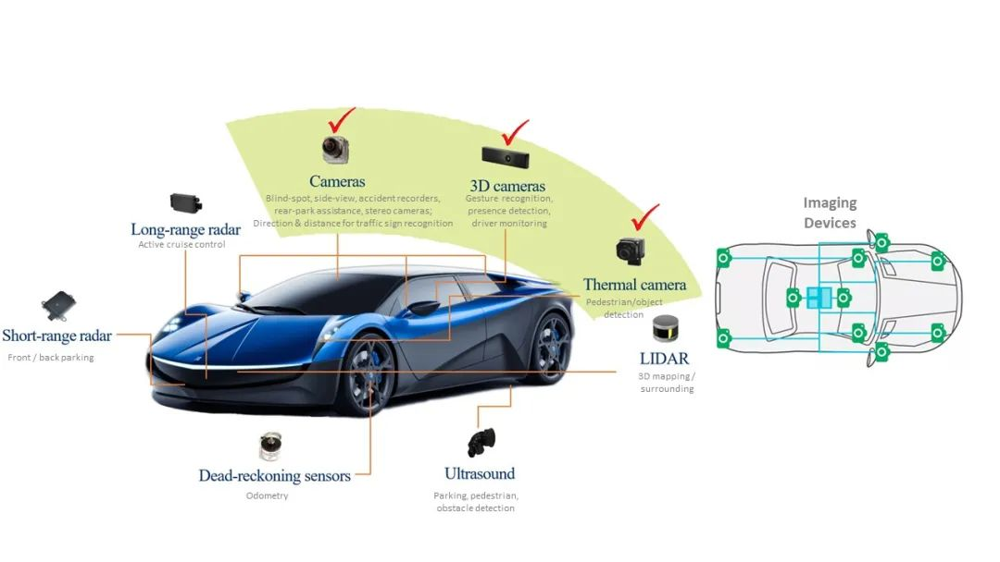 Cameras
Blind-spot, side-view, accident recorders,
rear-park assistance, stereo cameras;
Direction & distance for traffic sign recognition
3D cameras
Gesture recognition,
presence detection,
driver monitoring
Long-range radar
Active cruise control
Imaging
Devices
Thermal camera
Pedestrian/object
detection
Short-range radar
Front / back parking
LIDAR
3D mapping /
surrounding
Dead-reckoning sensors
Odometry
Ultrasound
Parking, pedestrian,
obstacle detection